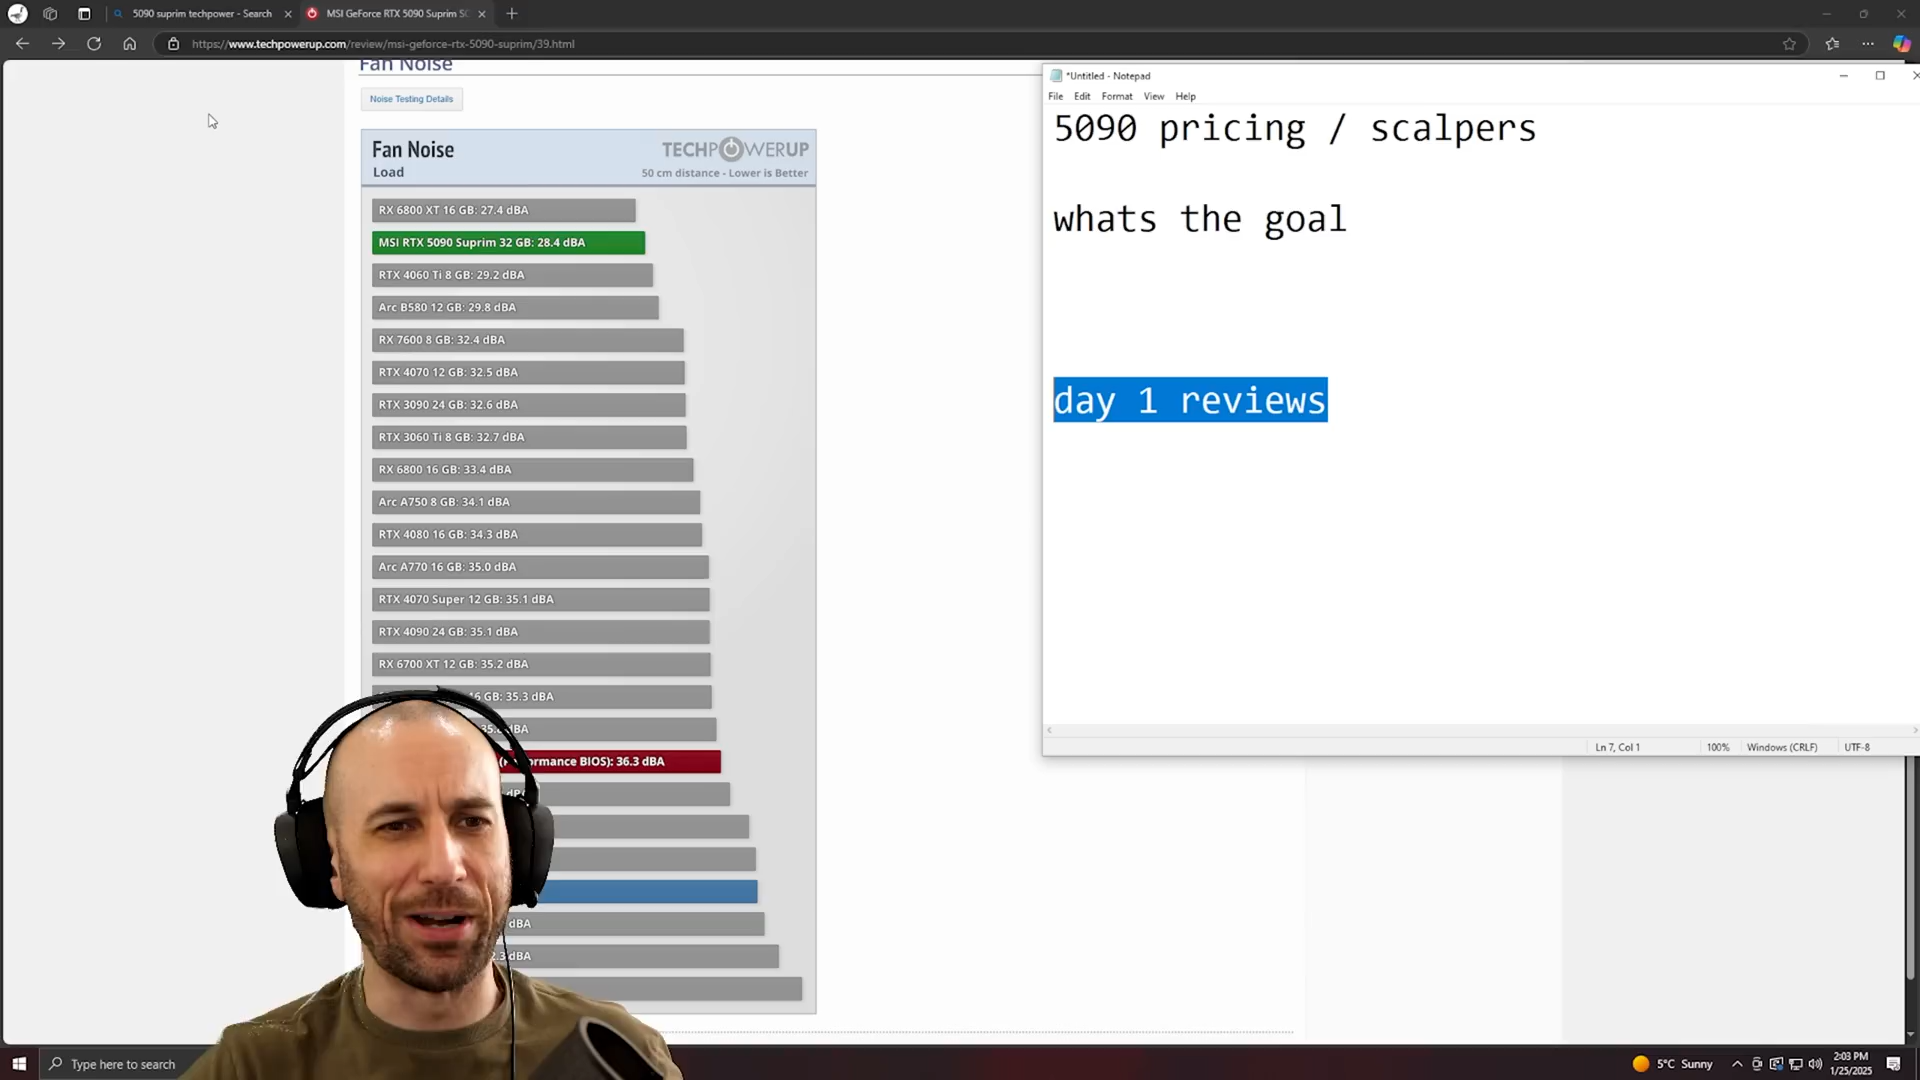 5090 suprim techpower - Search
MSI GeForce RTX 5090 Suprim SO
https://www.techpowerup.com/review/msi-geforce-rtx-5090-suprim/39.html
Fan Noise
Noise Testing Details
Fan Noise
Load
TECHPOWERUP
50 cm distance - Lower is Better
RX 6800 XT 16 GB: 27.4 dBA
MSI RTX 5090 Suprim 32 GB: 28.4 dBA
RTX 4060 Ti 8 GB: 29.2 dBA
Arc B580 12 GB: 29.8 dBA
RX 7600 8 GB: 32.4 dBA
RTX 4070 12 GB: 32.5 dBA
RTX 3090 24 GB: 32.6 dBA
RTX 3060 Ti 8 GB: 32.7 dBA
RX 6800 16 GB: 33.4 dBA
Arc A750 8 GB: 34.1 dBA
RTX 4080 16 GB: 34.3 dBA
Arc A770 16 GB: 35.0 dBA
RTX 4070 Super 12 GB: 35.1 dBA
RTX 4090 24 GB: 35.1 dBA
RX 6700 XT 12 GB: 35.2 dBA
GB: 35.3 dBA
dBA
BIOS): 36.3 dBA
dBA
dBA
*Untitled - Notepad
File Edit Format View Help
5090 pricing / scalpers
whats the goal
day 1 reviews
Ln 7, Col 1
100%
Windows (CRLF)
UTF-8
Type here to search
5°C Sunny
2:03 PM
1/25/2025